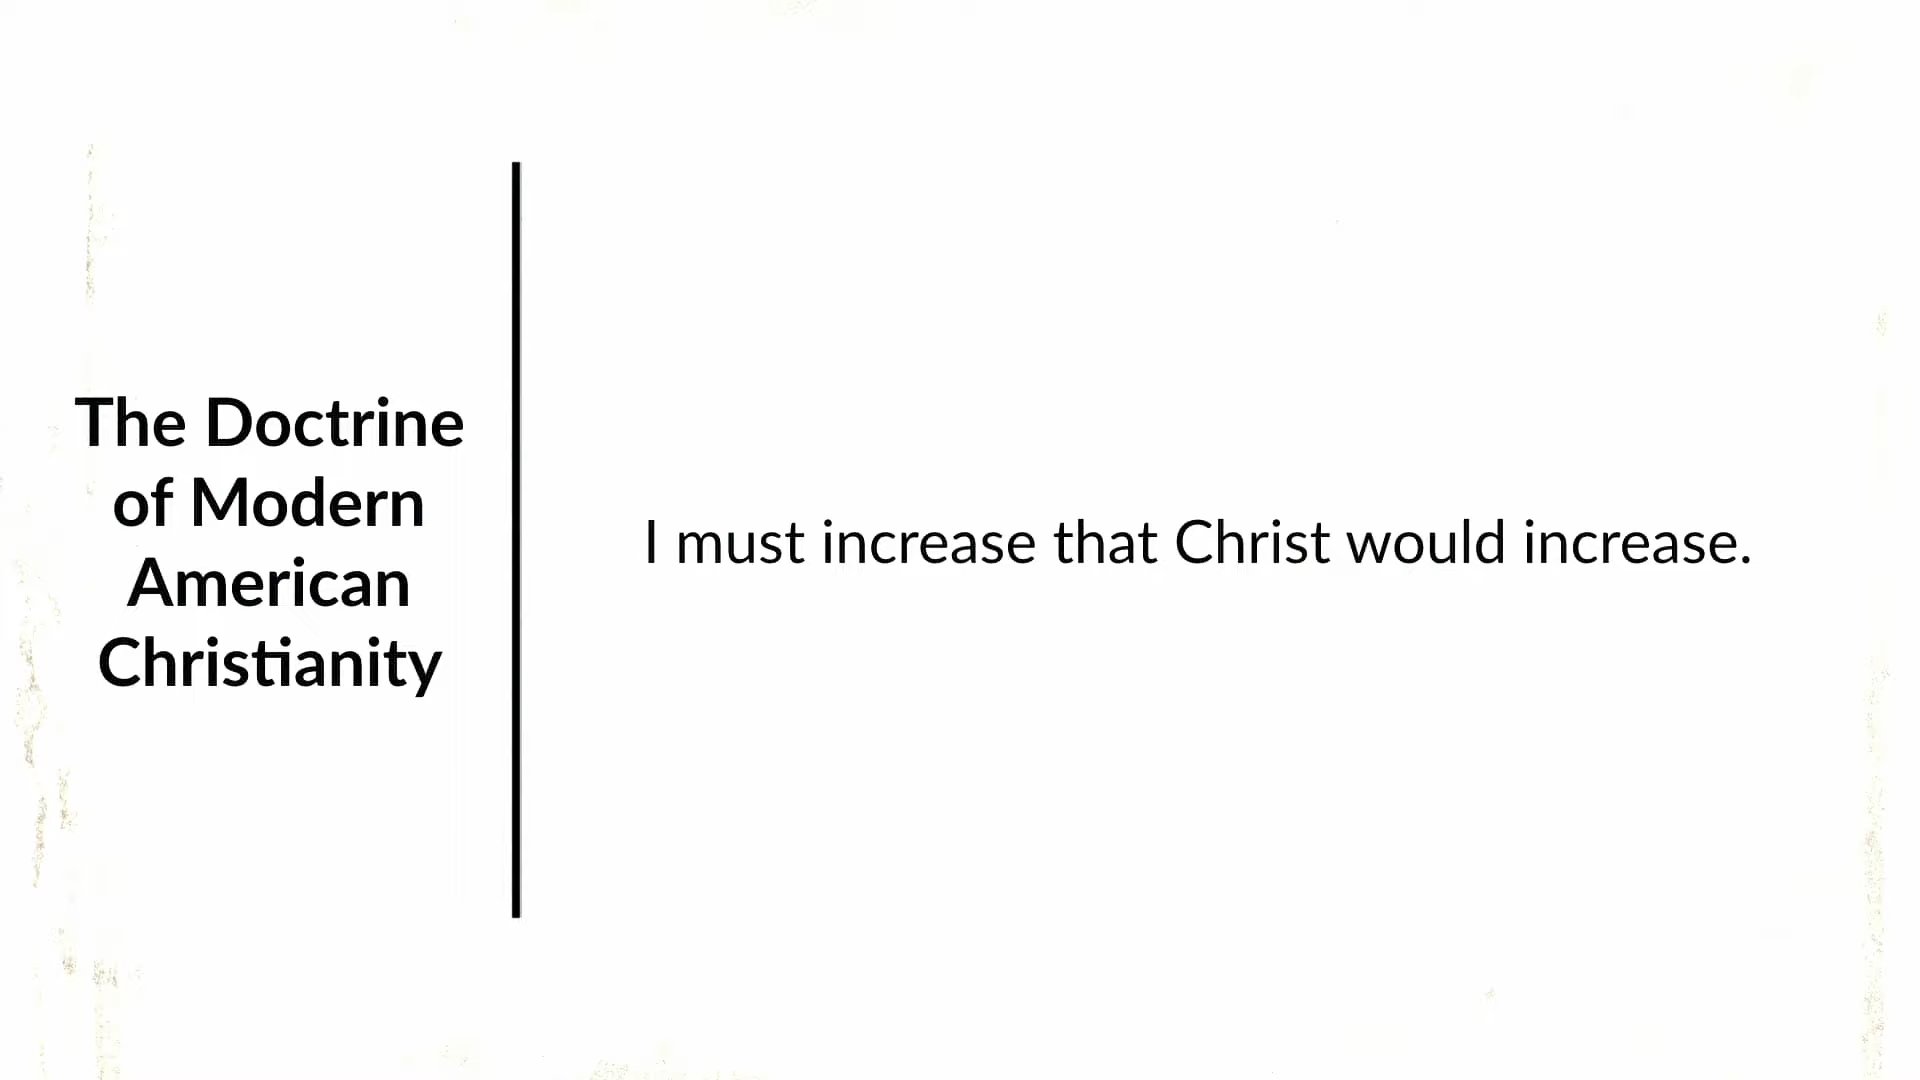 The Doctrine
of Modern
American
Christianity
I must increase that Christ would increase.